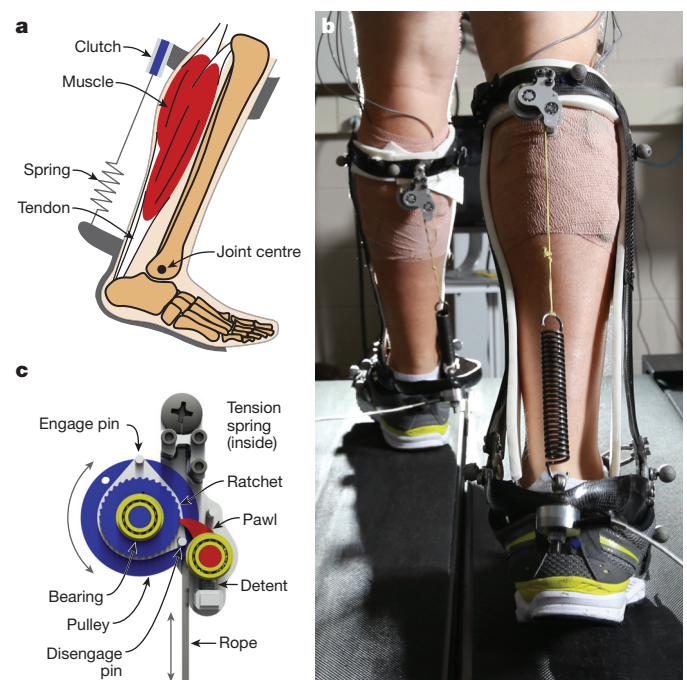 a
Clutch
Muscle
Spring
Tendon
Joint centre
b
c
Engage pin
Tension
spring
(inside)
Ratchet
Pawl
Detent
Bearing
Pulley
Disengage
pin
Rope